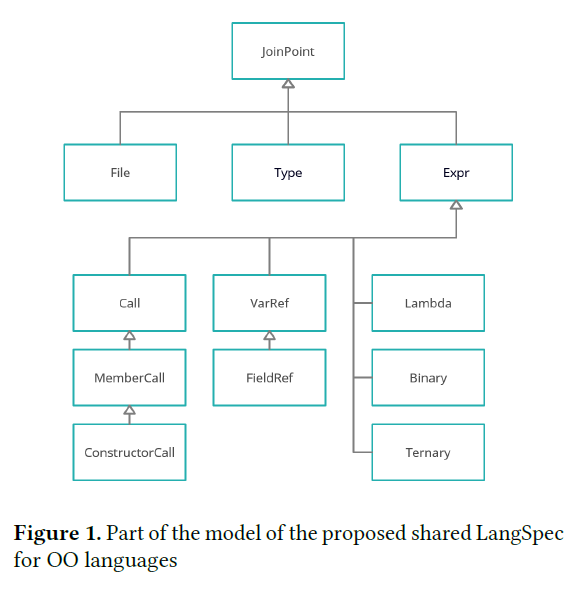 JoinPoint
File
Type
Expr
Call
VarRef
Lambda
MemberCall
FieldRef
Binary
ConstructorCall
Ternary
Figure 1. Part of the model of the proposed shared LangSpec
for OO languages